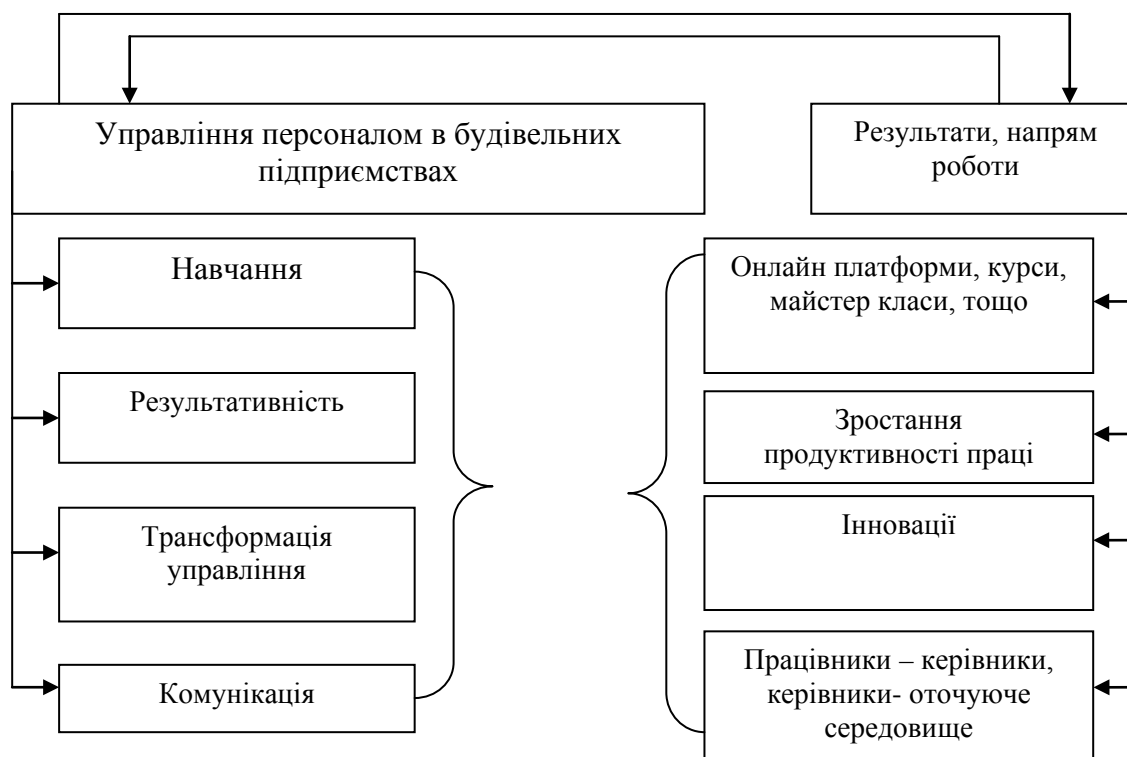 Управління персоналом в будівельних
підприємствах
Результати, напрям
роботи
Навчання
Результативність
Трансформація
управління
Комунікація
Онлайн платформи, курси,
майстер класи, тощо
Зростання
продуктивності праці
Інновації
Працівники – керівники,
керівники- оточуюче
середовище